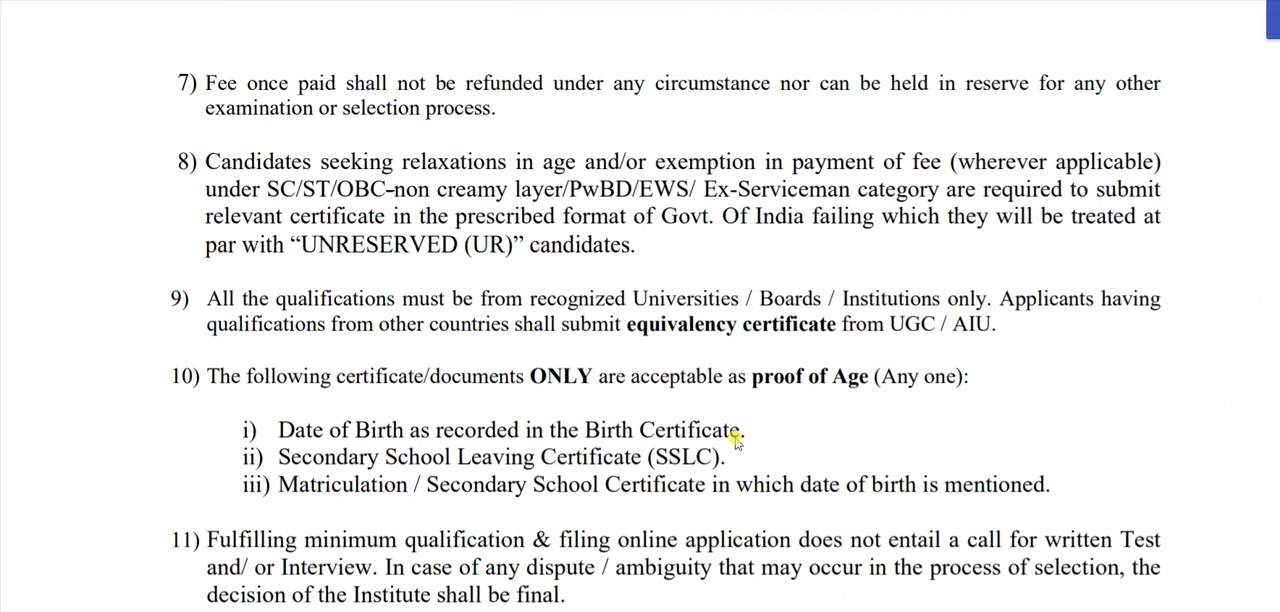 7) Fee once paid shall not be refunded under any circumstance nor can be held in reserve for any other
examination or selection process.
8) Candidates seeking relaxations in age and/or exemption in payment of fee (wherever applicable)
under SC/ST/OBC–non creamy layer/PwBD/EWS/ Ex-Serviceman category are required to submit
relevant certificate in the prescribed format of Govt. Of India failing which they will be treated at
par with “UNRESERVED (UR)” candidates.
9) All the qualifications must be from recognized Universities / Boards / Institutions only. Applicants having
qualifications from other countries shall submit equivalency certificate from UGC / AIU.
10) The following certificate/documents ONLY are acceptable as proof of Age (Any one):
i) Date of Birth as recorded in the Birth Certificate.
ii) Secondary School Leaving Certificate (SSLC).
iii) Matriculation / Secondary School Certificate in which date of birth is mentioned.
11) Fulfilling minimum qualification & filing online application does not entail a call for written Test
and/ or Interview. In case of any dispute / ambiguity that may occur in the process of selection, the
decision of the Institute shall be final.